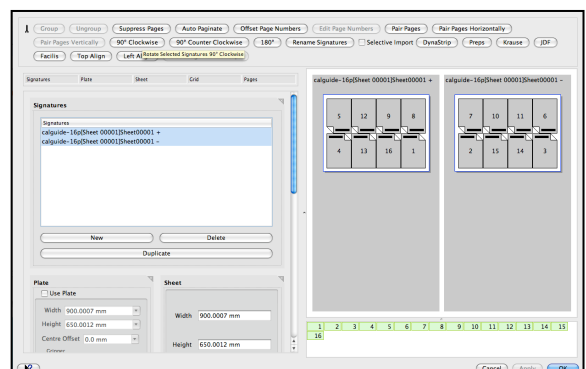 Group Ungroup Suppress Pages Auto Paginate Offset Page Numbers Edit Page Numbers Pair Pages Pair Pages Horizontally
Pair Pages Vertically 90° Clockwise 90° Counter Clockwise 180° Rename Signatures Selective Import DynaStrip Preps Krause JDF
Facilis Top Align Left Al
Rotate Selected Signatures 90° Clockwise
Signatures Plate Sheet Grid Pages
Signatures
Signatures
calguide-16p[Sheet 00001]Sheet00001 +
calguide-16p[Sheet 00001]Sheet00001 -
New Delete
Duplicate
Plate
Use Plate
Width 900.0007 mm
Height 650.0012 mm
Centre Offset 0.0 mm
Gripper
Sheet
Width 900.0007 mm
Height 650.0012 mm
calguide-16p[Sheet 00001]Sheet00001 +
5 12 9 8
4 13 16 1
calguide-16p[Sheet 00001]Sheet00001 -
7 10 11 6
2 15 14 3
1 2 3 4 5 6 7 8 9 10 11 12 13 14 15
16
Cancel Apply OK